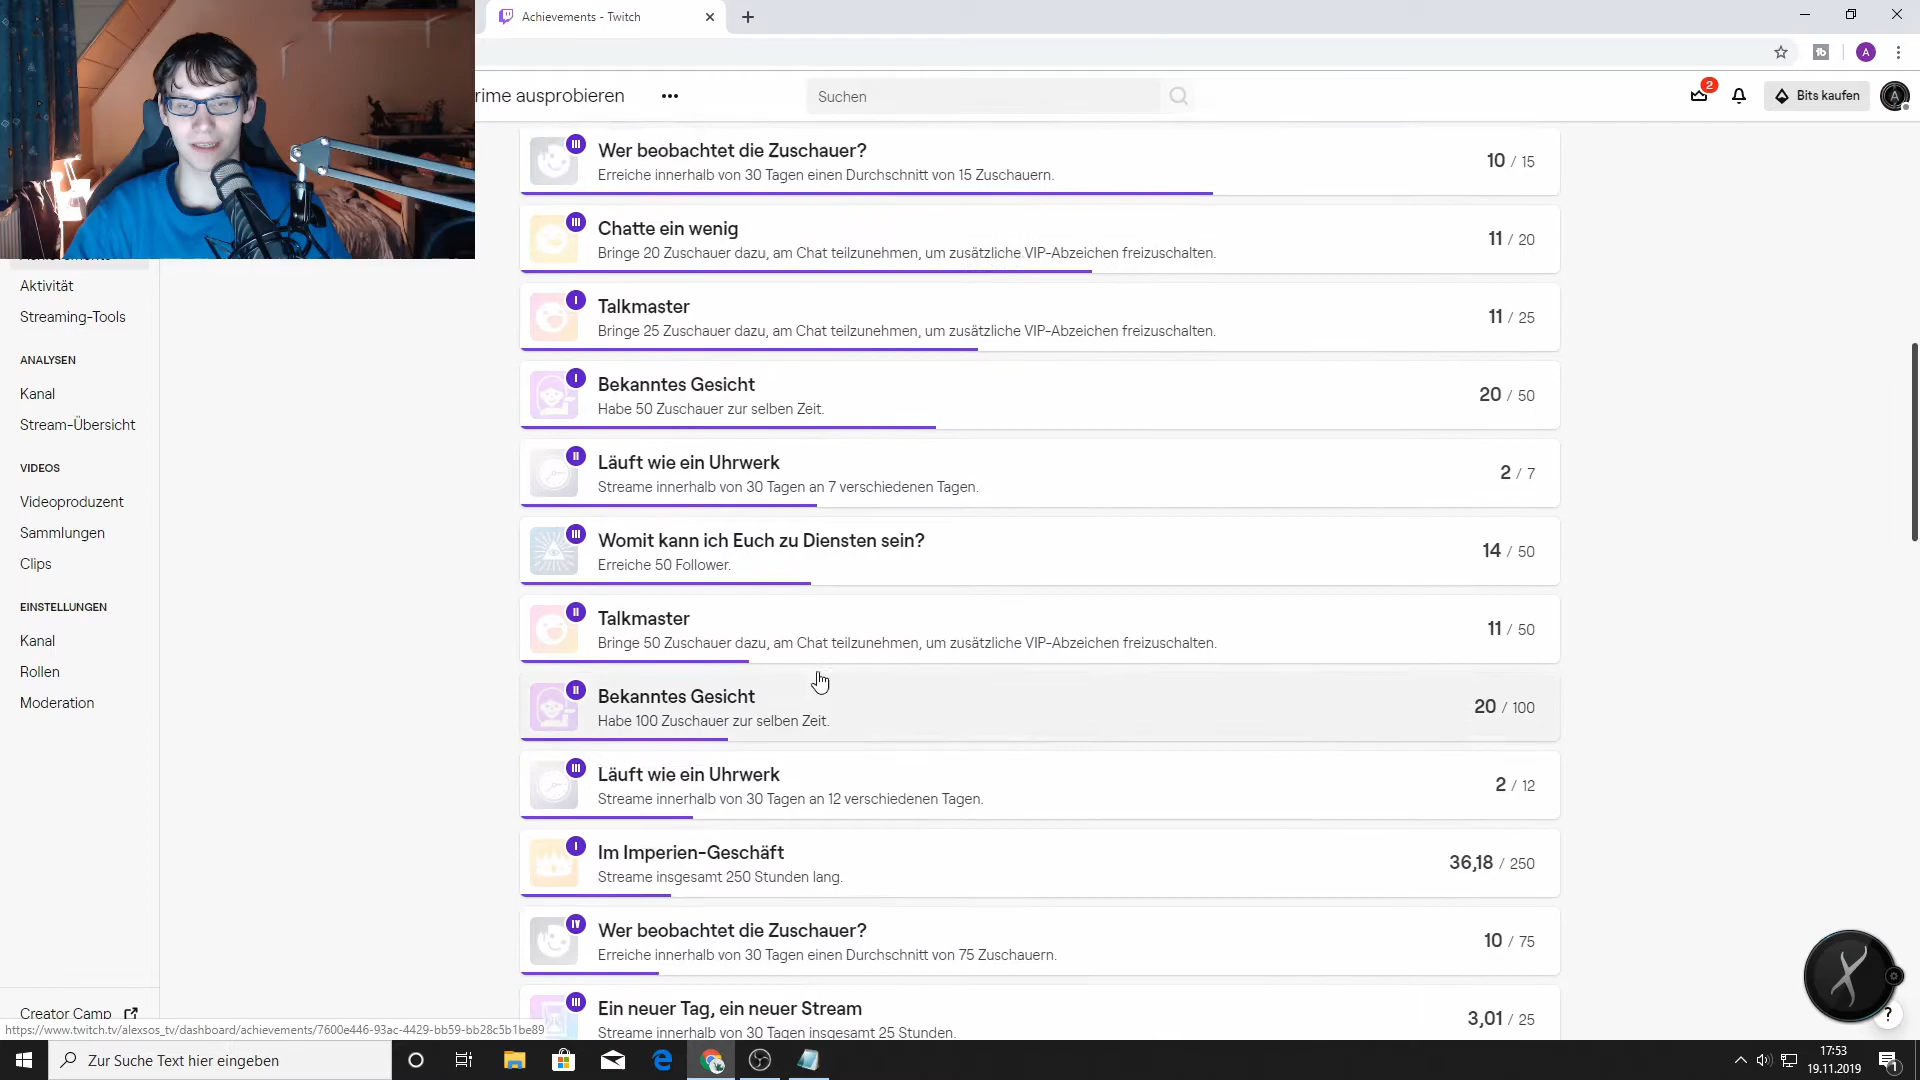 Achievements - Twitch
rime ausprobieren
Suchen
2
Bits kaufen
A
III
Wer beobachtet die Zuschauer?
Erreiche innerhalb von 30 Tagen einen Durchschnitt von 15 Zuschauern.
10 / 15
III
Chatte ein wenig
Bringe 20 Zuschauer dazu, am Chat teilzunehmen, um zusätzliche VIP-Abzeichen freizuschalten.
11 / 20
I
Talkmaster
Bringe 25 Zuschauer dazu, am Chat teilzunehmen, um zusätzliche VIP-Abzeichen freizuschalten.
11 / 25
I
Bekanntes Gesicht
Habe 50 Zuschauer zur selben Zeit.
20 / 50
II
Läuft wie ein Uhrwerk
Streame innerhalb von 30 Tagen an 7 verschiedenen Tagen.
2 / 7
III
Womit kann ich Euch zu Diensten sein?
Erreiche 50 Follower.
14 / 50
II
Talkmaster
Bringe 50 Zuschauer dazu, am Chat teilzunehmen, um zusätzliche VIP-Abzeichen freizuschalten.
11 / 50
II
Bekanntes Gesicht
Habe 100 Zuschauer zur selben Zeit.
20 / 100
III
Läuft wie ein Uhrwerk
Streame innerhalb von 30 Tagen an 12 verschiedenen Tagen.
2 / 12
I
Im Imperien-Geschäft
Streame insgesamt 250 Stunden lang.
36,18 / 250
IV
Wer beobachtet die Zuschauer?
Erreiche innerhalb von 30 Tagen einen Durchschnitt von 75 Zuschauern.
10 / 75
III
Ein neuer Tag, ein neuer Stream
Streame innerhalb von 30 Tagen insgesamt 25 Stunden.
3,01 / 25
Aktivität
Streaming-Tools
ANALYSEN
Kanal
Stream-Übersicht
VIDEOS
Videoproduzent
Sammlungen
Clips
EINSTELLUNGEN
Kanal
Rollen
Moderation
Creator Camp
https://www.twitch.tv/alexsos_tv/dashboard/achievements/7600e446-93ac-4429-bb59-bb28c5b1be89
?
Zur Suche Text hier eingeben
17:53
19.11.2019
1